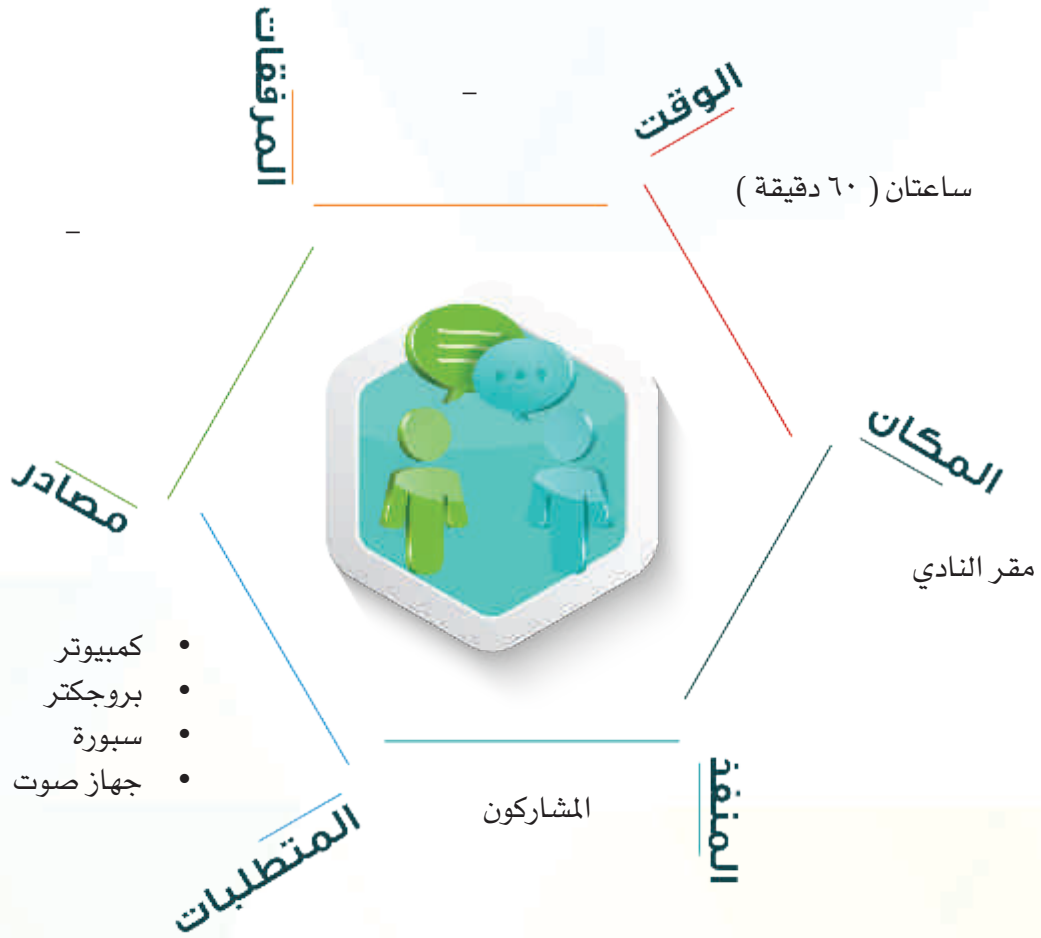 الوقت
ساعتان ( ٦٠ دقيقة )
المكان
مقر النادي
المنفذ
المشاركون
المتطلبات
• كمبيوتر
• بروجكتر
• سبورة
• جهاز صوت
مصادر
–
المرفقات
–